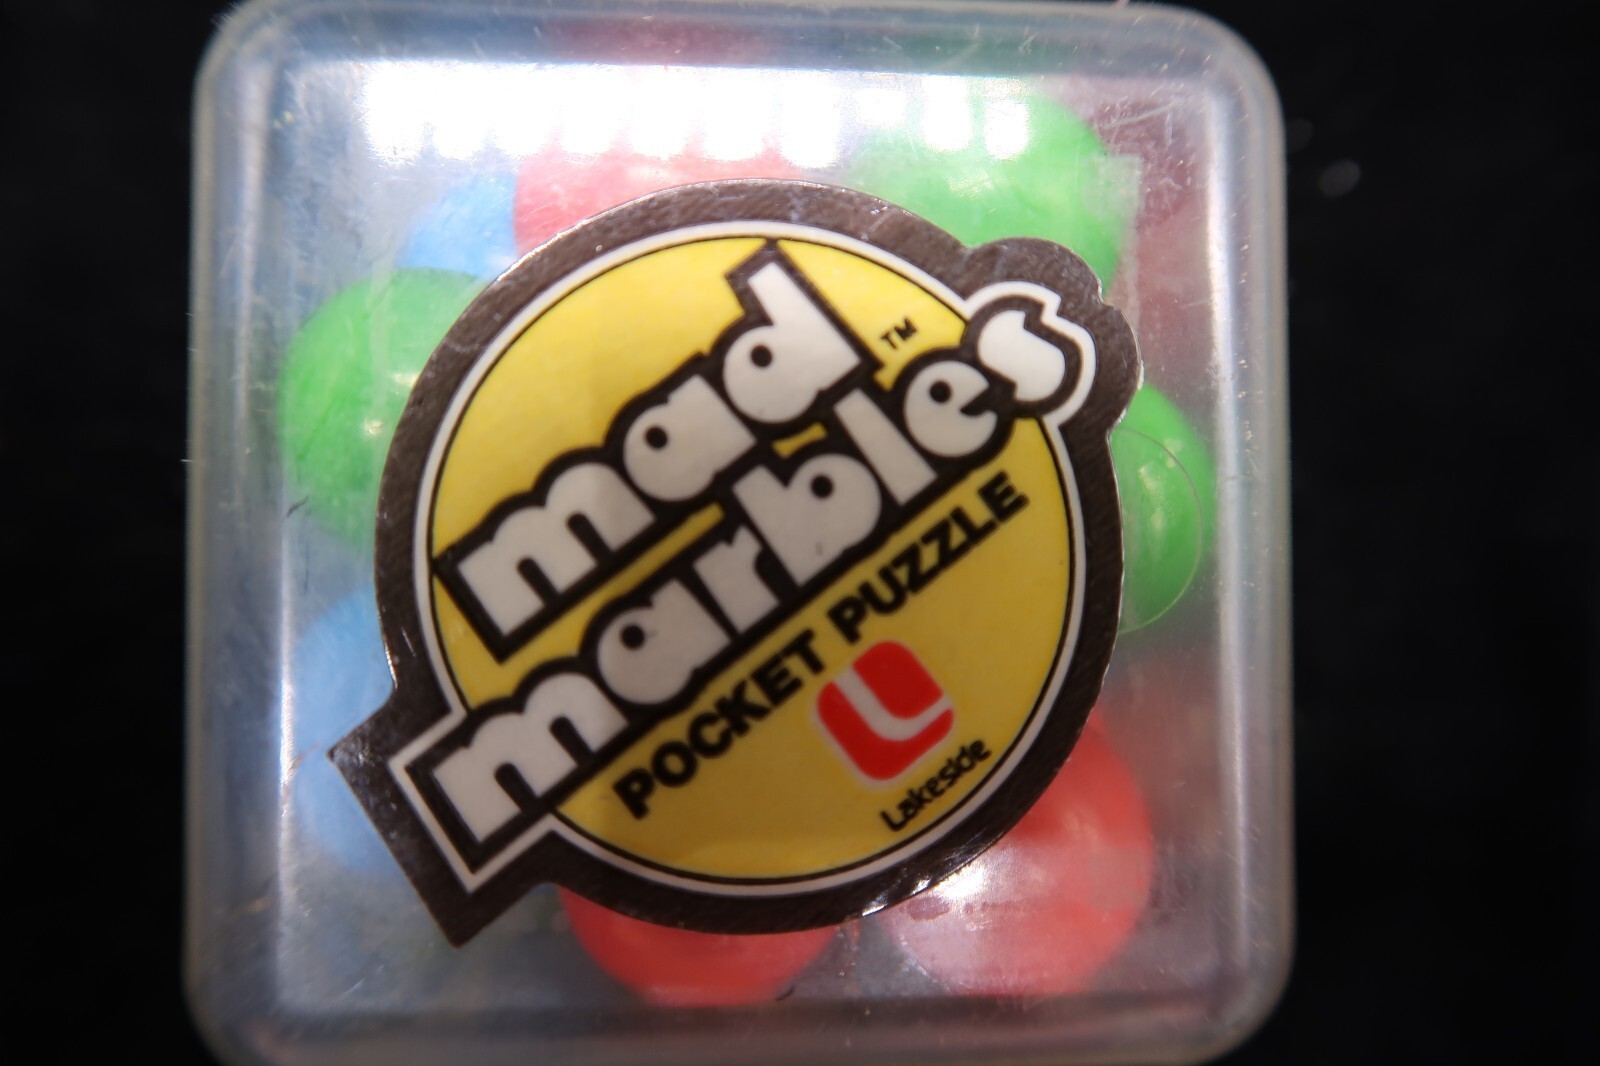 mad™
marbles
POCKET PUZZLE
L
Lakeside